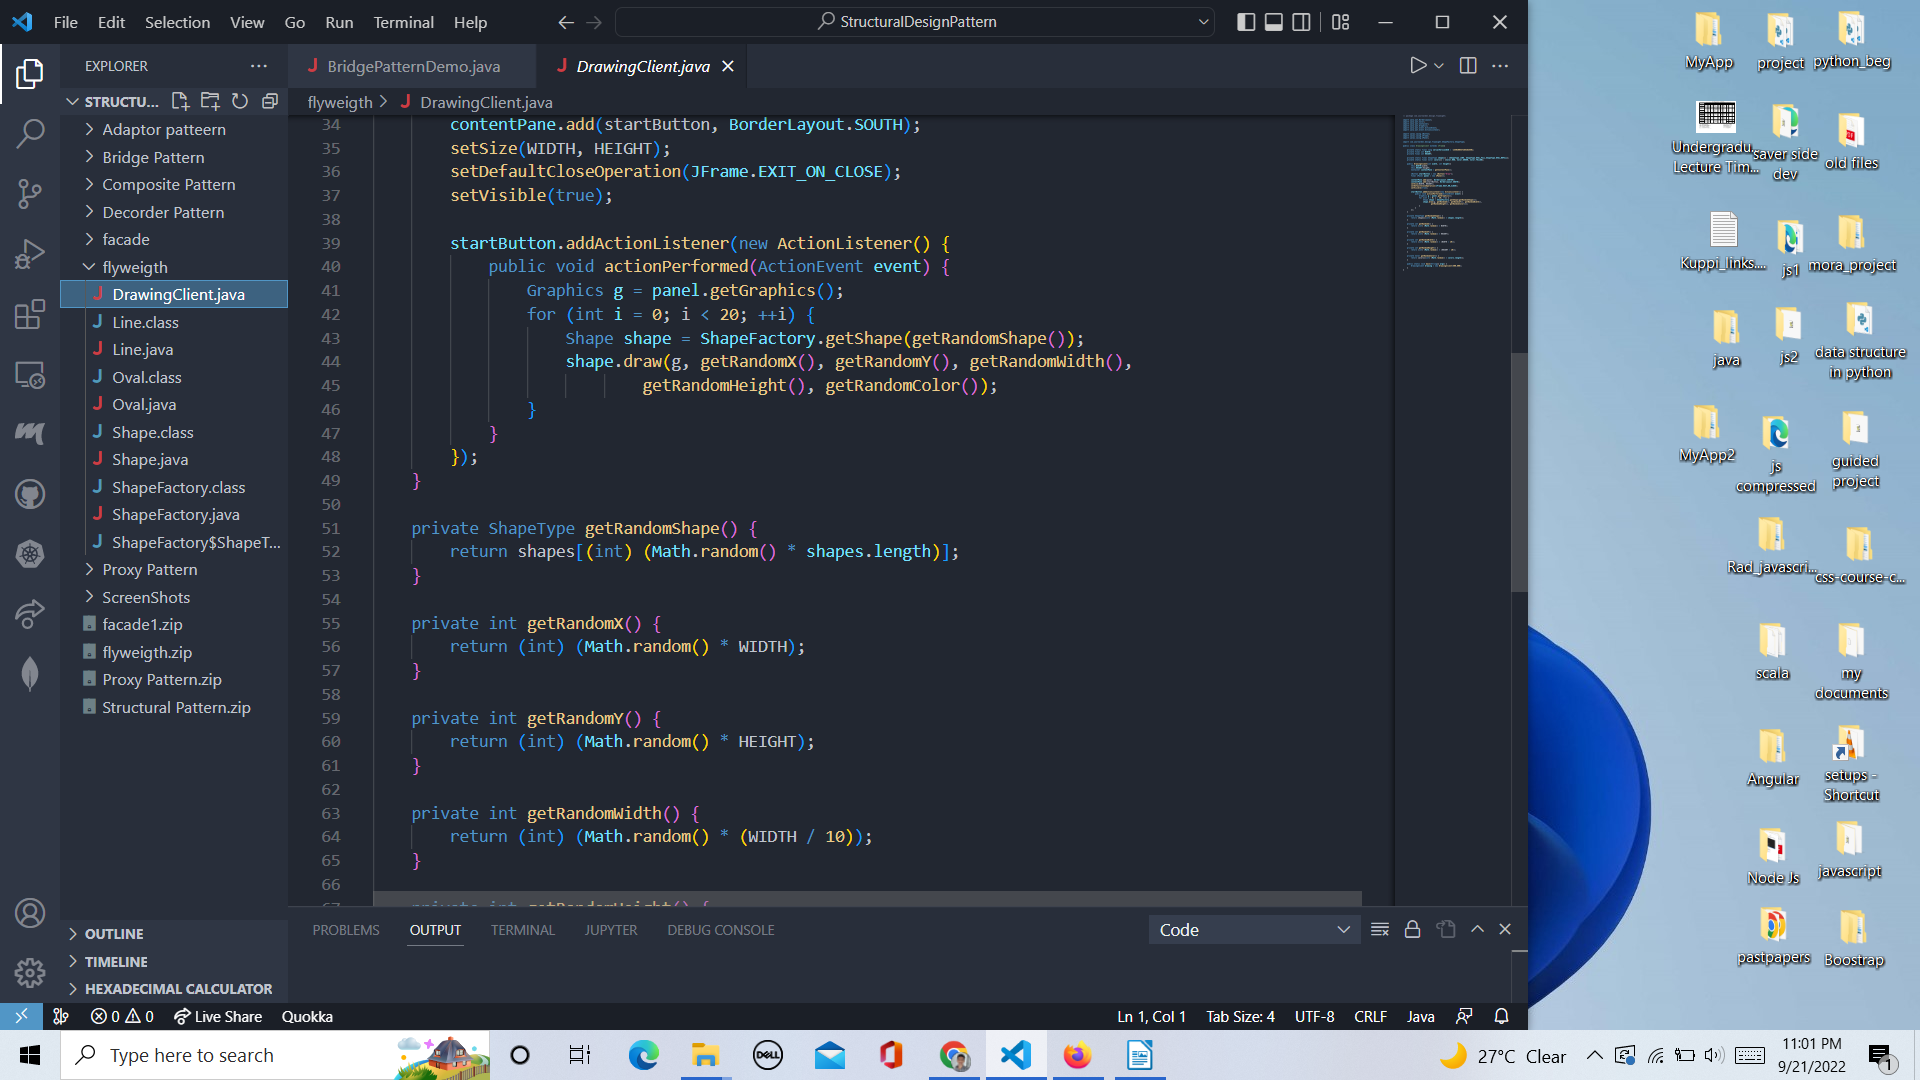 File Edit Selection View Go Run Terminal Help
StructuralDesignPattern
EXPLORER
STRUCTU...
Adaptor patteern
Bridge Pattern
Composite Pattern
Decorder Pattern
facade
flyweigth
DrawingClient.java
Line.class
Line.java
Oval.class
Oval.java
Shape.class
Shape.java
ShapeFactory.class
ShapeFactory.java
ShapeFactory$ShapeT...
Proxy Pattern
ScreenShots
facade1.zip
flyweigth.zip
Proxy Pattern.zip
Structural Pattern.zip
OUTLINE
TIMELINE
HEXADECIMAL CALCULATOR
BridgePatternDemo.java DrawingClient.java
flyweigth > DrawingClient.java
34 contentPane.add(startButton, BorderLayout.SOUTH);
35 setSize(WIDTH, HEIGHT);
36 setDefaultCloseOperation(JFrame.EXIT_ON_CLOSE);
37 setVisible(true);
38
39 startButton.addActionListener(new ActionListener() {
40 public void actionPerformed(ActionEvent event) {
41 Graphics g = panel.getGraphics();
42 for (int i = 0; i < 20; ++i) {
43 Shape shape = ShapeFactory.getShape(getRandomShape());
44 shape.draw(g, getRandomX(), getRandomY(), getRandomWidth(),
45 getRandomHeight(), getRandomColor());
46 }
47 }
48 });
49 }
50
51 private ShapeType getRandomShape() {
52 return shapes[(int) (Math.random() * shapes.length)];
53 }
54
55 private int getRandomX() {
56 return (int) (Math.random() * WIDTH);
57 }
58
59 private int getRandomY() {
60 return (int) (Math.random() * HEIGHT);
61 }
62
63 private int getRandomWidth() {
64 return (int) (Math.random() * (WIDTH / 10));
65 }
66
67 private int getRandomHeight() {
PROBLEMS OUTPUT TERMINAL JUPYTER DEBUG CONSOLE
Code
0 0 Live Share Quokka
Ln 1, Col 1 Tab Size: 4 UTF-8 CRLF Java
MyApp project python_beg
Undergradu... Lecture Tim...
saver side dev
old files
Kuppi_links....
js1
mora_project
java
js2
data structure in python
MyApp2
js compressed
guided project
Rad_javascri...
css-course-c...
scala
my documents
Angular
setups - Shortcut
Node Js
javascript
pastpapers
Boostrap
Type here to search
DELL
27°C Clear
11:01 PM
9/21/2022
1